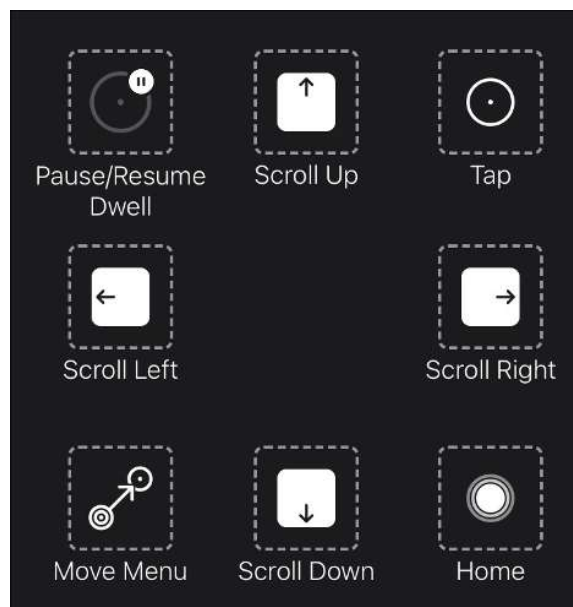 Pause/Resume
Dwell
Scroll Up
Tap
Scroll Left
Scroll Right
Move Menu
Scroll Down
Home